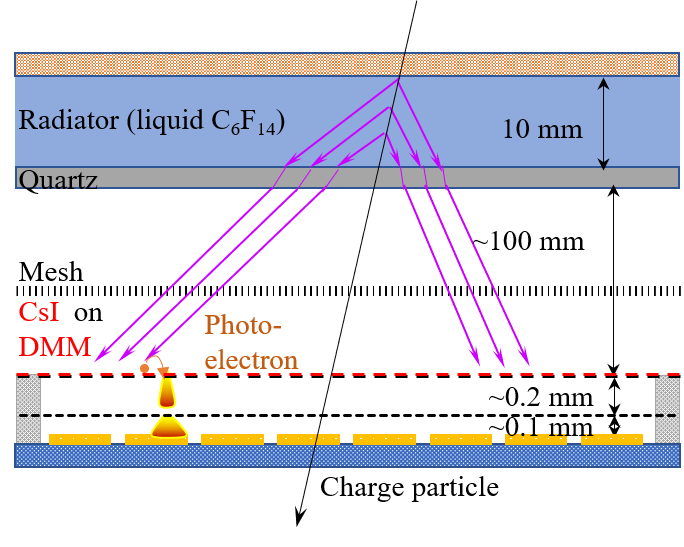 Radiator (liquid C₆F₁₄)
10 mm
Quartz
~100 mm
Mesh
CsI on
DMM
Photo-
electron
~0.2 mm
~0.1 mm
Charge particle